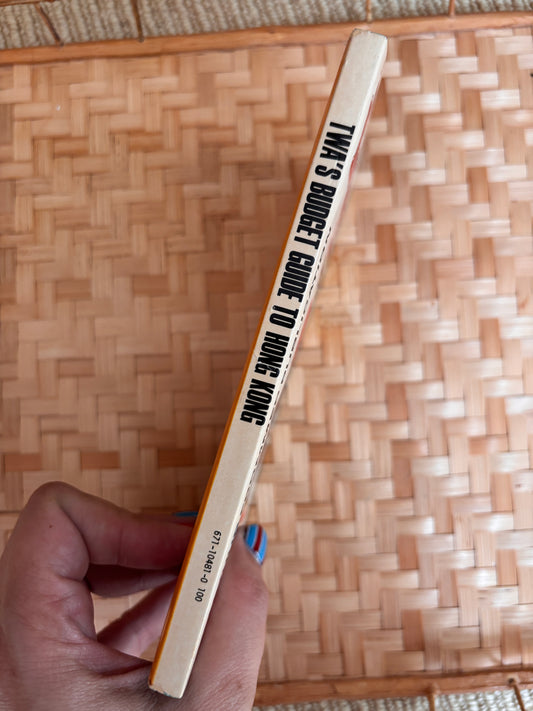 TWA'S BUDGET GUIDE TO HONG KONG
671-10481-0 100